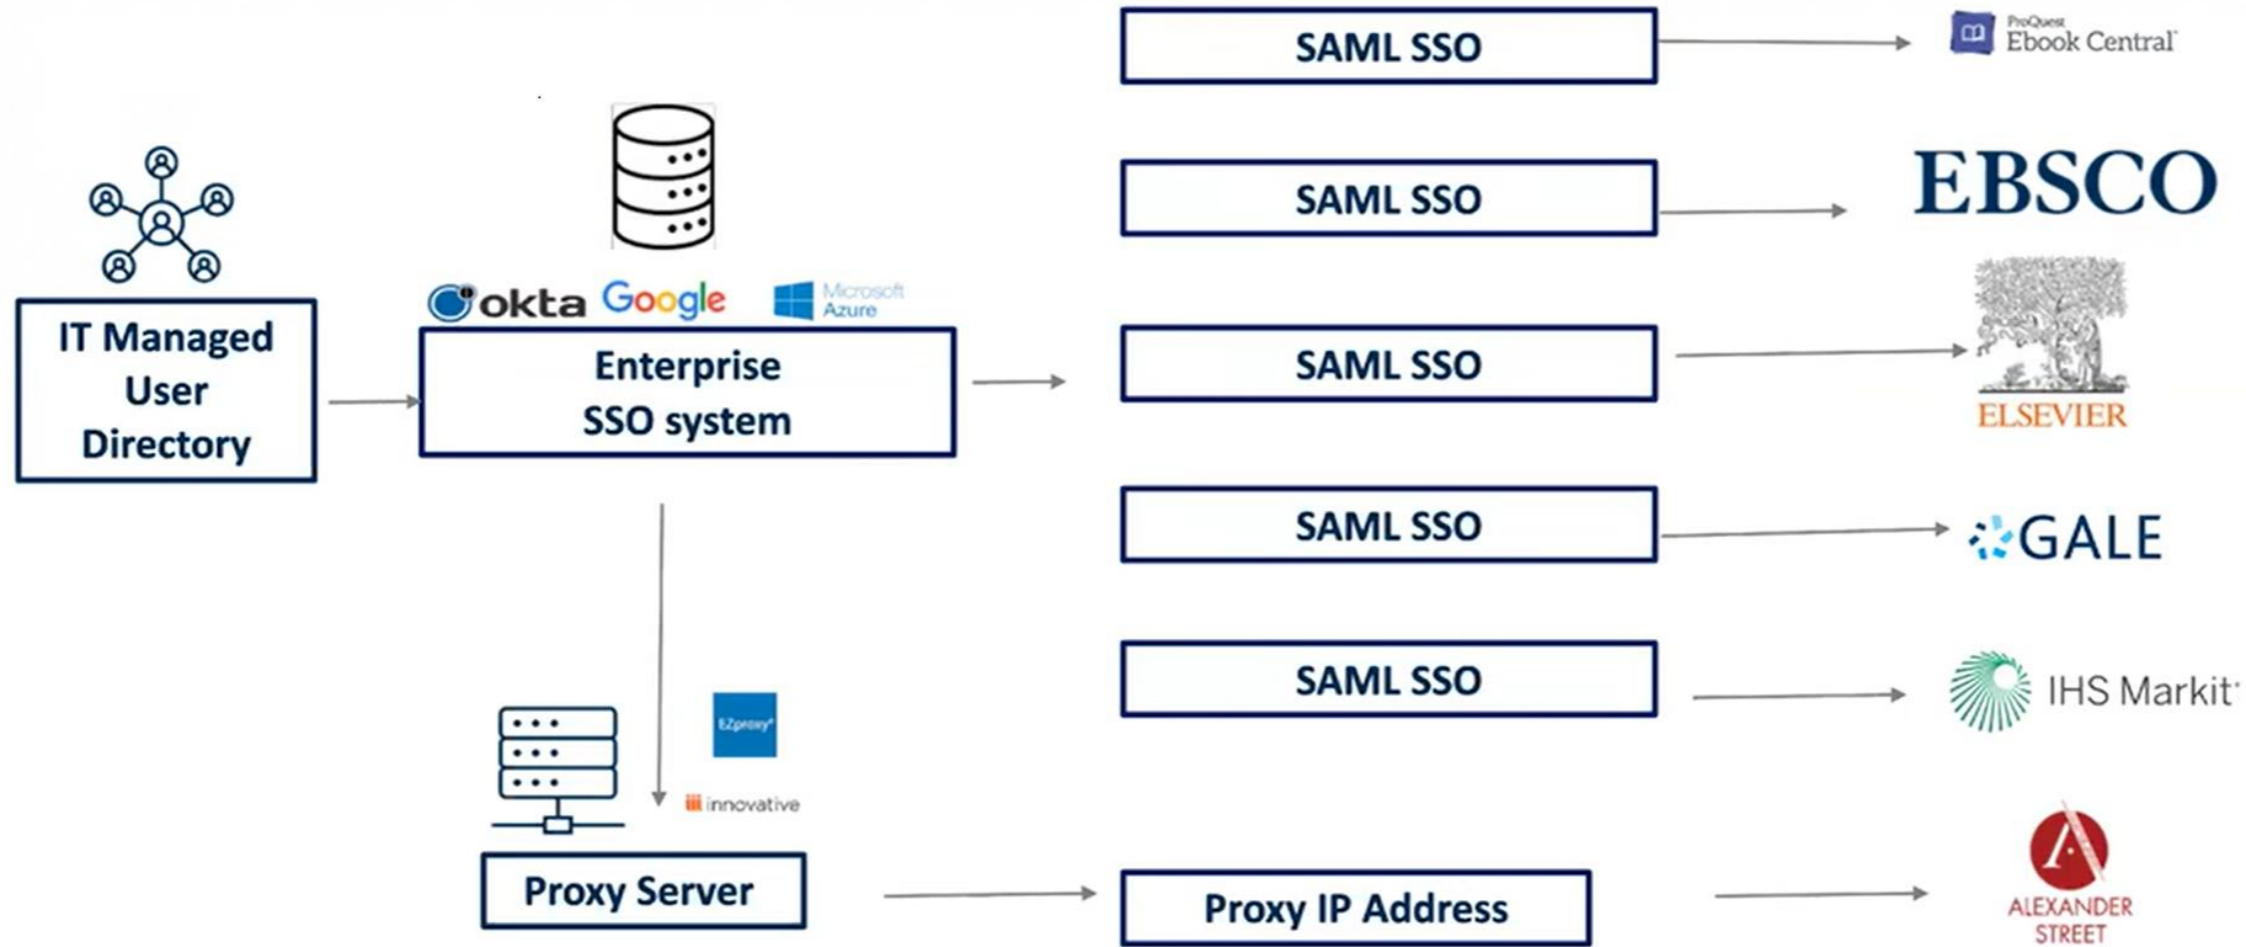 SAML SSO
ProQuest
Ebook Central
SAML SSO
EBSCO
okta
Google
Microsoft
Azure
IT Managed
User
Directory
Enterprise
SSO system
SAML SSO
ELSEVIER
SAML SSO
GALE
SAML SSO
IHS Markit
EZproxy
innovative
Proxy Server
Proxy IP Address
A
ALEXANDER
STREET